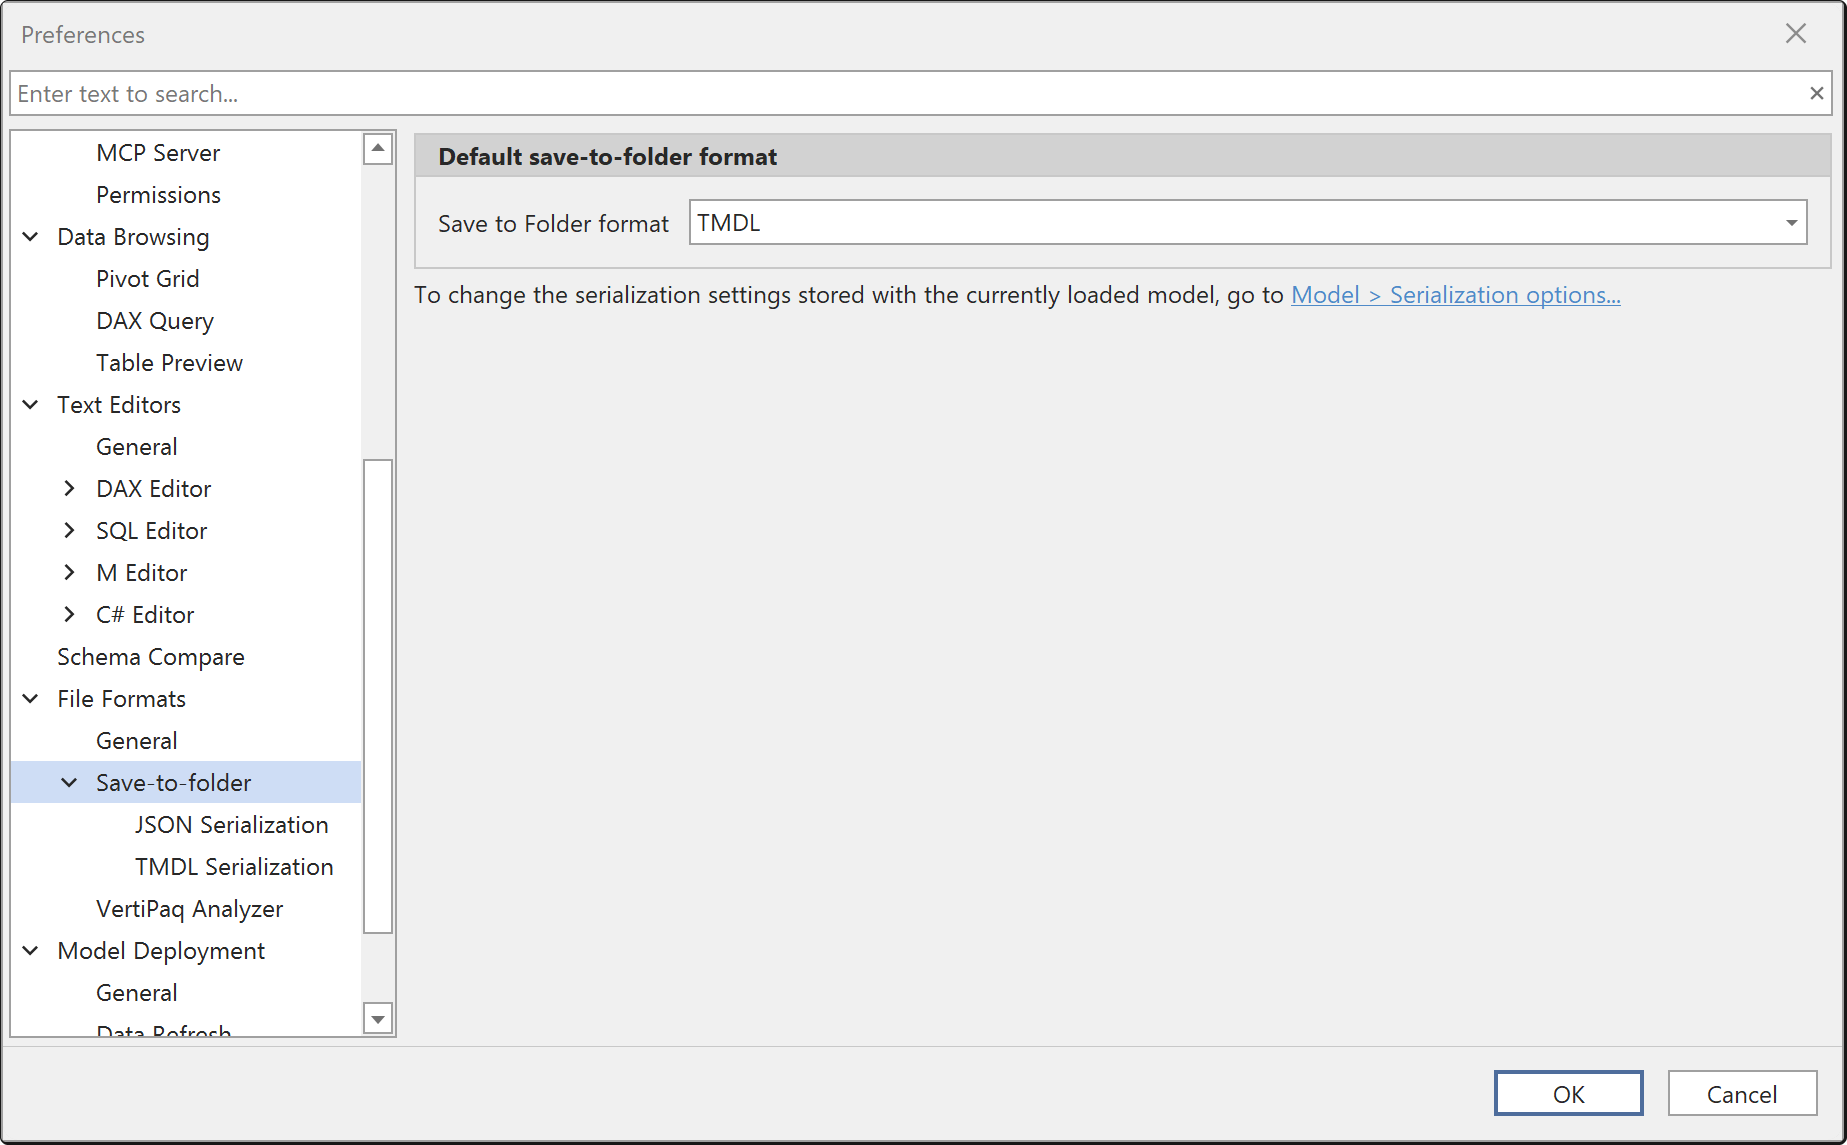 Preferences
Enter text to search...
MCP Server
Permissions
Data Browsing
Pivot Grid
DAX Query
Table Preview
Text Editors
General
DAX Editor
SQL Editor
M Editor
C# Editor
Schema Compare
File Formats
General
Save-to-folder
JSON Serialization
TMDL Serialization
VertiPaq Analyzer
Model Deployment
General
Data Refresh
Default save-to-folder format
Save to Folder format TMDL
To change the serialization settings stored with the currently loaded model, go to Model > Serialization options...
OK Cancel